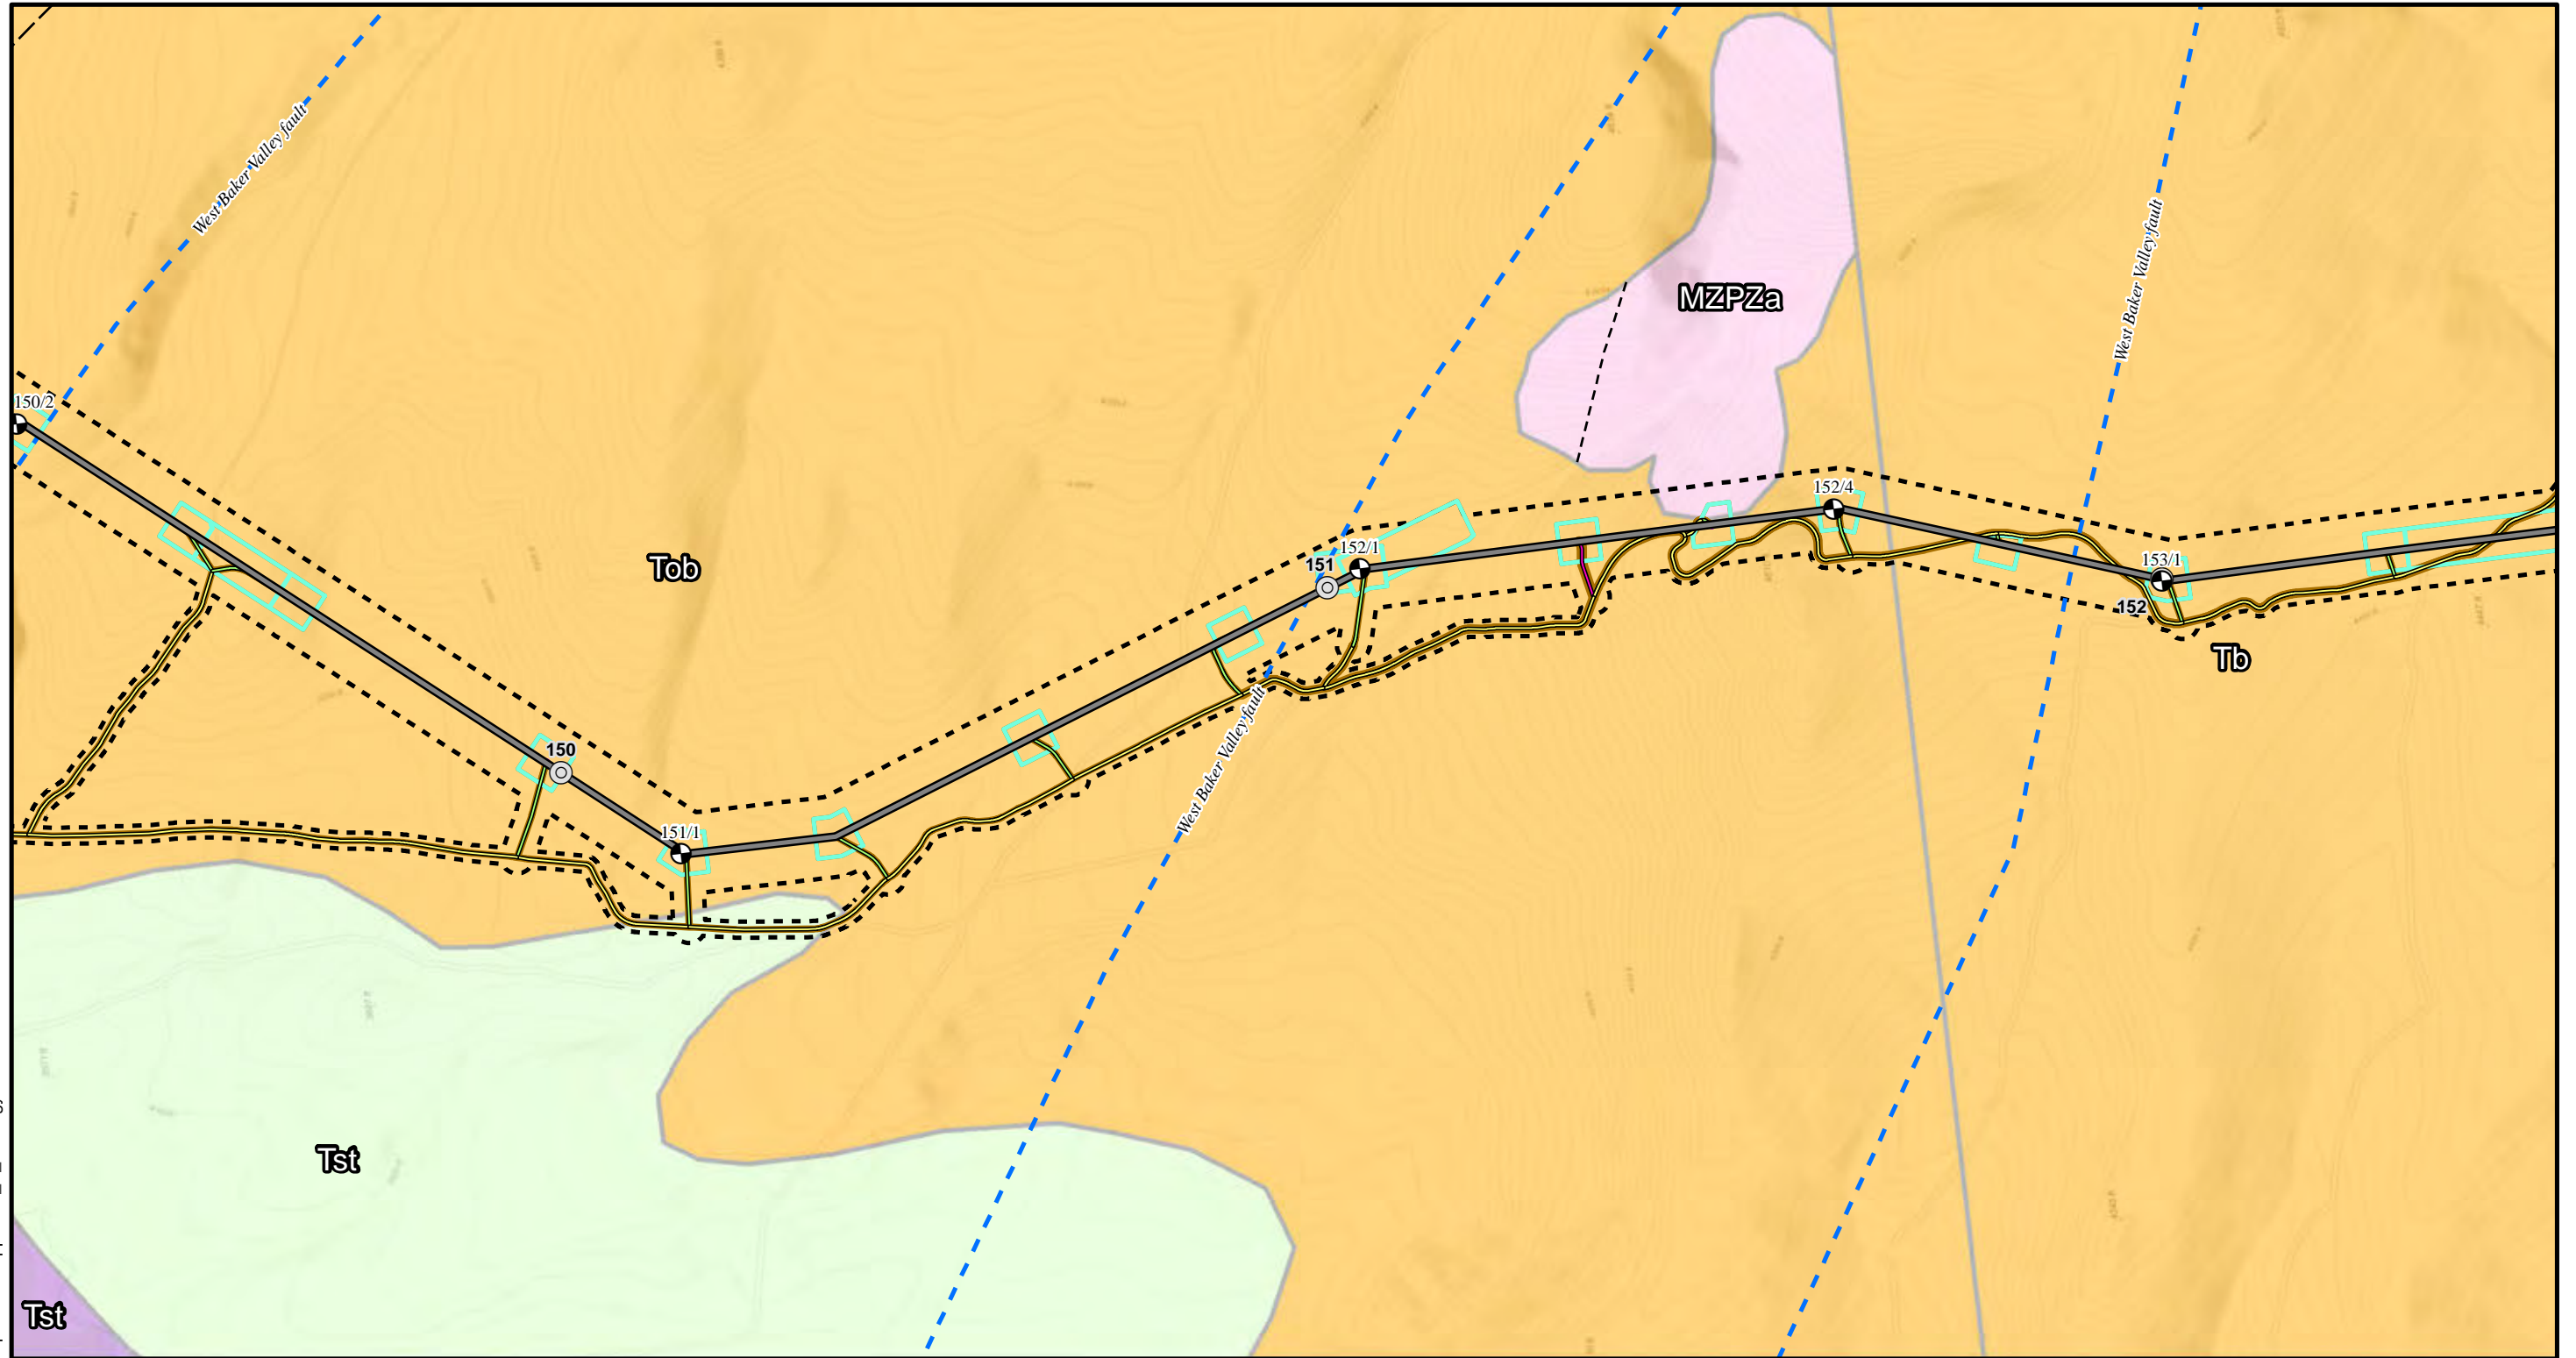 West Baker Valley fault
West Baker Valley fault
MZPZa
150/2
152/4
Tob
152/1
151
153/1
152
Tb
150
West Baker Valley fault
151/1
Tst
Tst